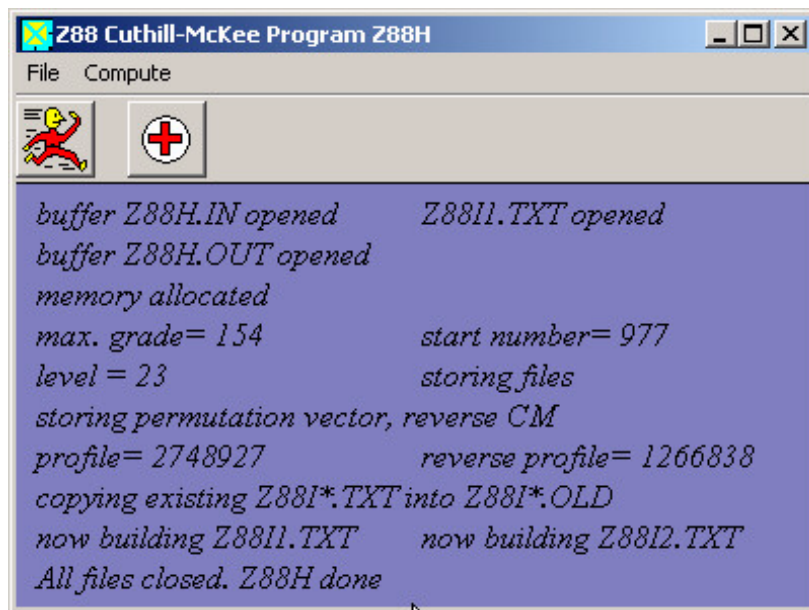 Z88 Cuthill-McKee Program Z88H
File Compute
buffer Z88H.IN opened Z88I1.TXT opened
buffer Z88H.OUT opened
memory allocated
max. grade= 154 start number= 977
level = 23 storing files
storing permutation vector, reverse CM
profile= 2748927 reverse profile= 1266838
copying existing Z88I*.TXT into Z88I*.OLD
now building Z88I1.TXT now building Z88I2.TXT
All files closed. Z88H done